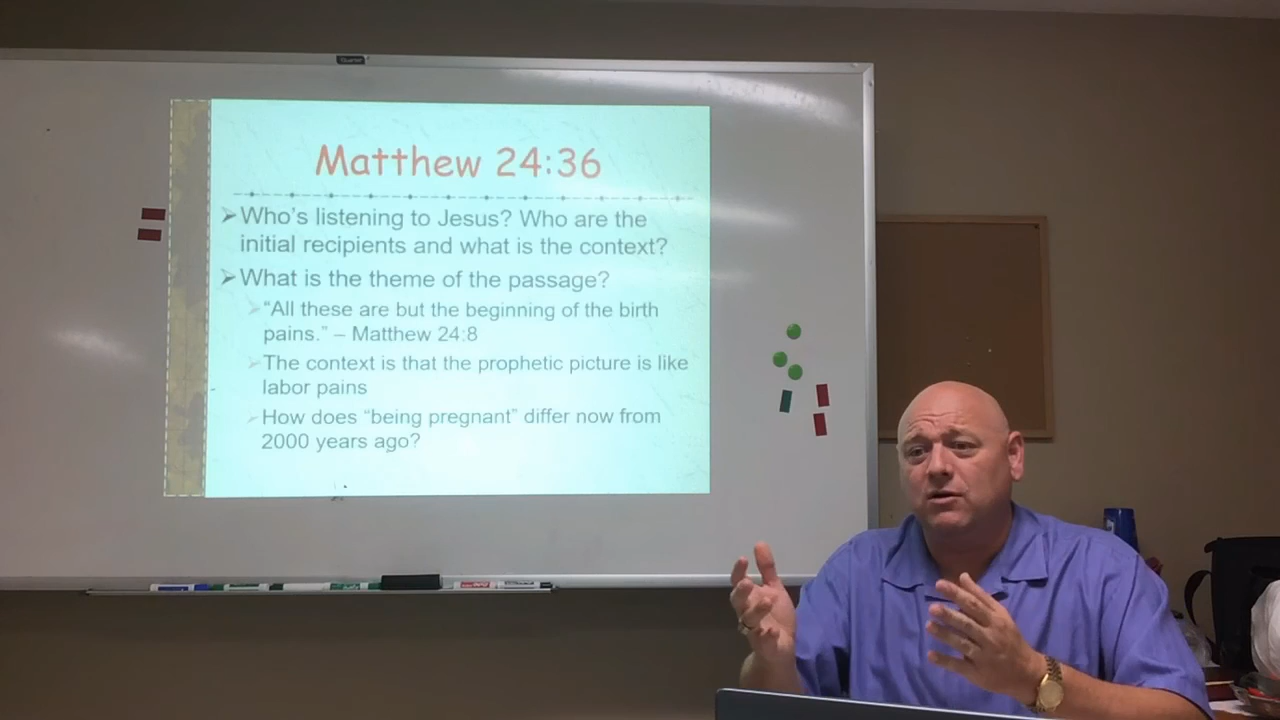 Quartet
Matthew 24:36
Who's listening to Jesus? Who are the
initial recipients and what is the context?
What is the theme of the passage?
"All these are but the beginning of the birth
pains." – Matthew 24:8
The context is that the prophetic picture is like
labor pains
How does "being pregnant" differ now from
2000 years ago?